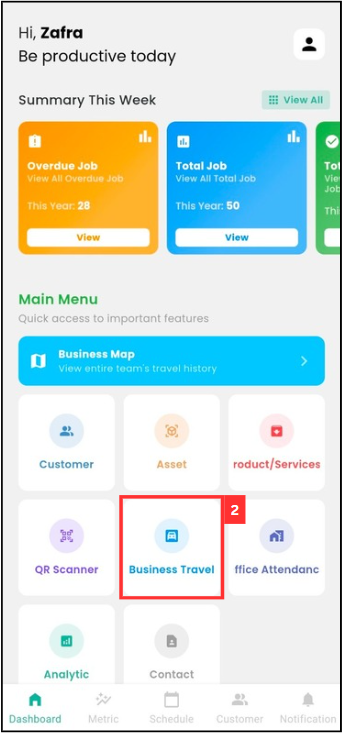 Hi, Zafra
Be productive today
Summary This Week
View All
Overdue Job
View All Overdue Job
This Year: 28
View
Total Job
View All Total Job
This Year: 50
View
Tot
Vie
Job
Thi
Main Menu
Quick access to important features
Business Map
View entire team's travel history
Customer
Asset
roduct/Services
2
QR Scanner
Business Travel
ffice Attendanc
Analytic
Contact
Dashboard
Metric
Schedule
Customer
Notification